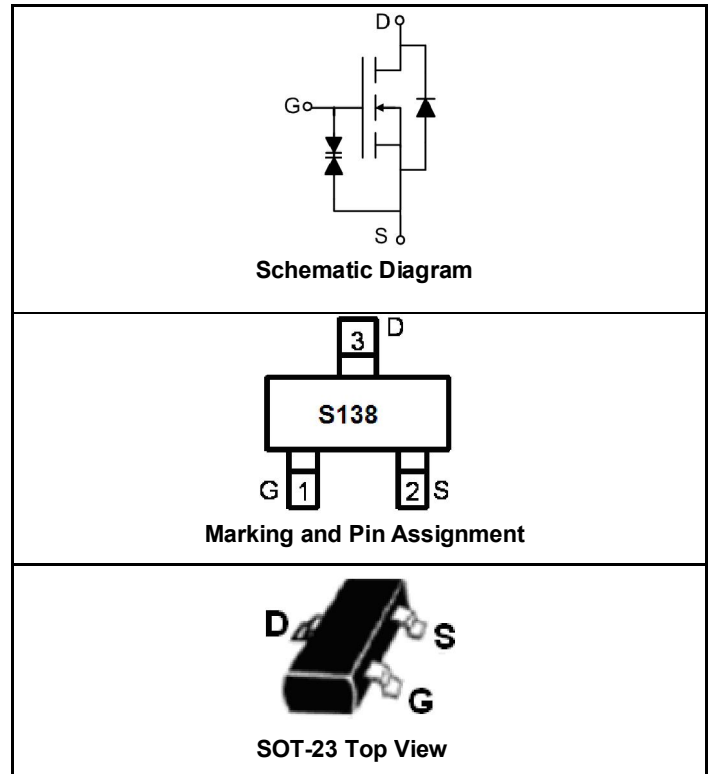 D
G
S
Schematic Diagram
3 D
S138
G 1 2 S
Marking and Pin Assignment
D
S
G
SOT-23 Top View